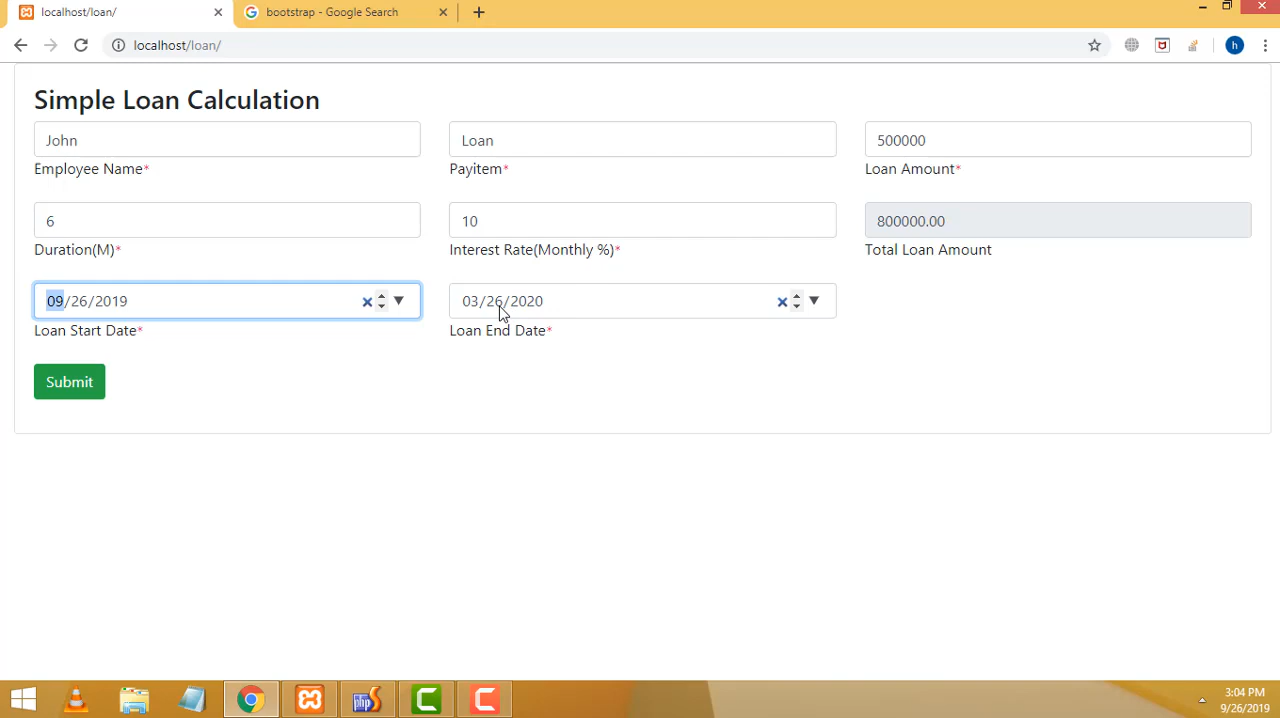 localhost/loan/
bootstrap - Google Search
localhost/loan/
h
Simple Loan Calculation
John Loan 500000
Employee Name* Payitem* Loan Amount*
6 10 800000.00
Duration(M)* Interest Rate(Monthly %)* Total Loan Amount
09/26/2019 03/26/2020
Loan Start Date* Loan End Date*
Submit
php
3:04 PM
9/26/2019